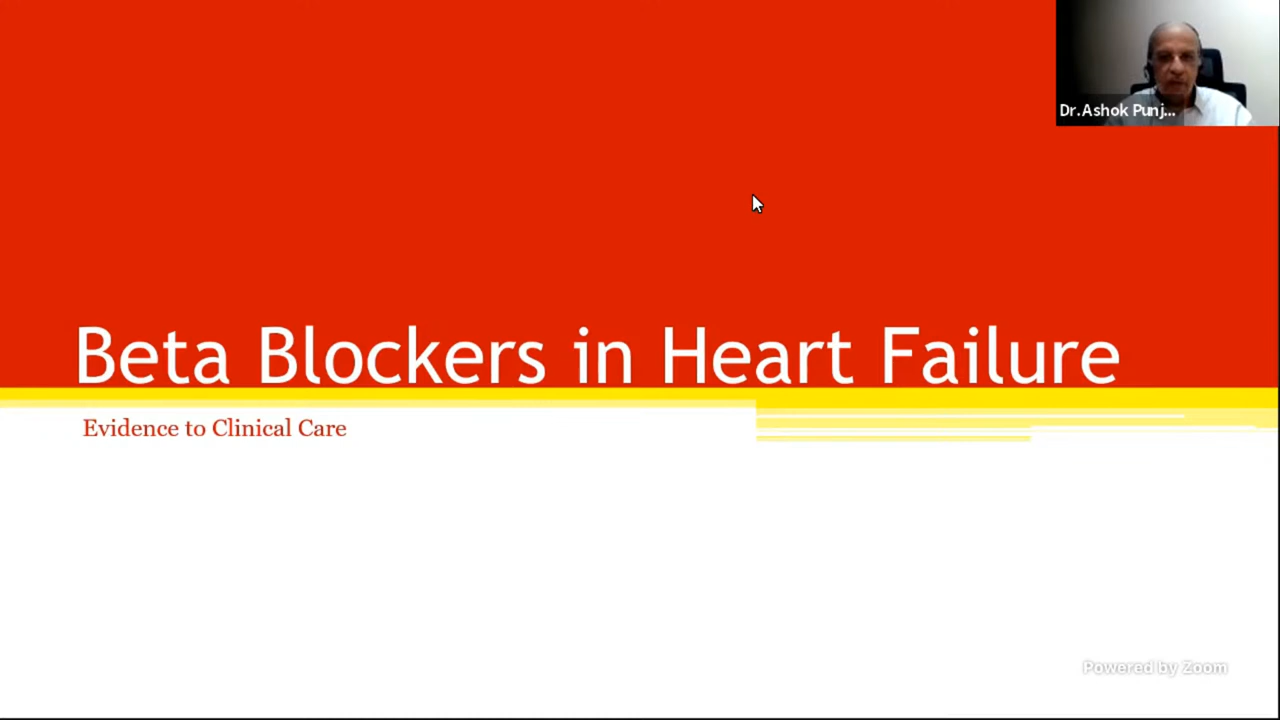 Dr.Ashok Punj...
Beta Blockers in Heart Failure
Evidence to Clinical Care
Powered by Zoom